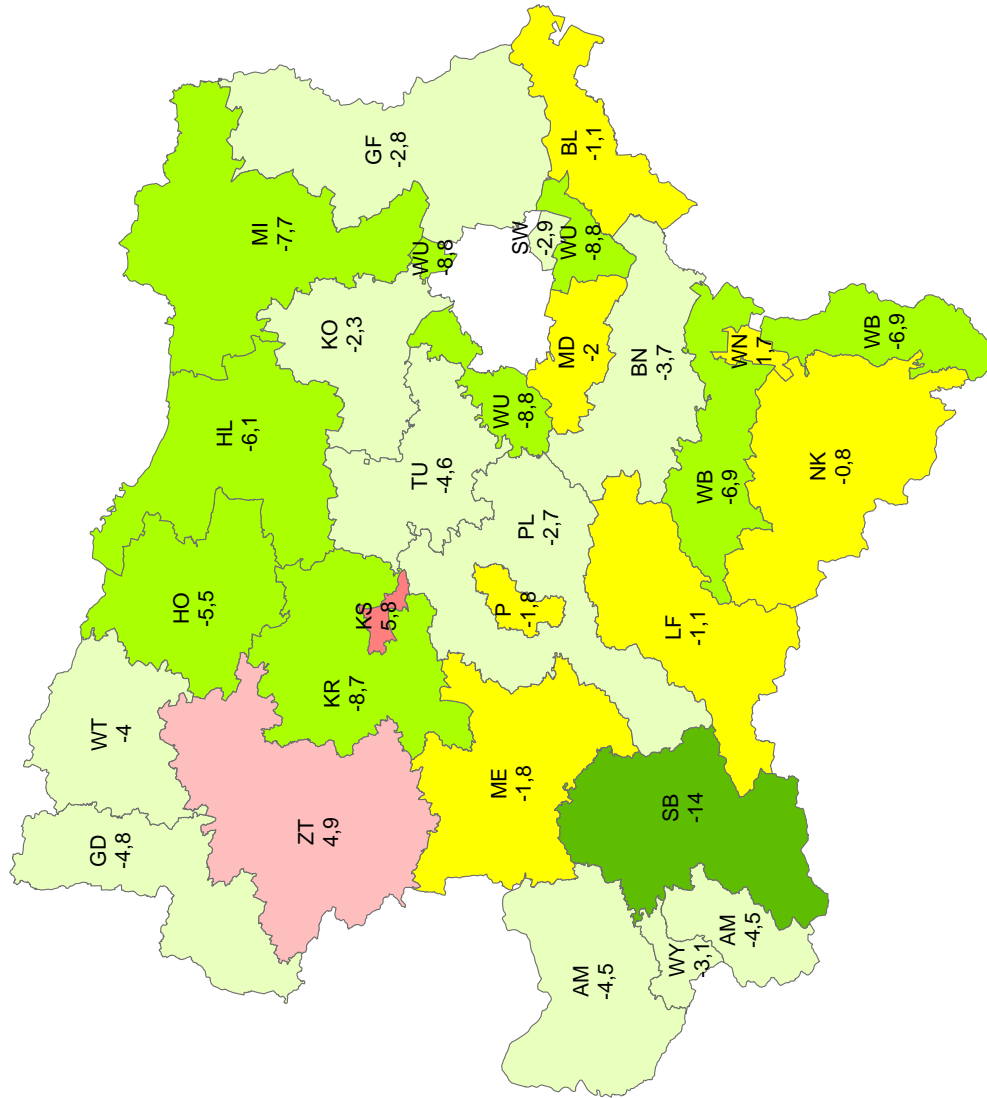 GD
-4,8
WT
-4
HO
-5,5
HL
-6,1
MI
-7,7
ZT
4,9
KR
-8,7
KS
5,8
KO
-2,3
GF
-2,8
TU
-4,6
WU
-8,8
ME
-1,8
P
-1,8
WU
-8,8
PL
-2,7
SW
-2,9
MD
-2
WU
-8,8
BL
-1,1
AM
-4,5
BN
-3,7
SB
-14
LF
-1,1
WY
-3,1
WB
-6,9
AM
-4,5
WN
1,7
NK
-0,8
WB
-6,9